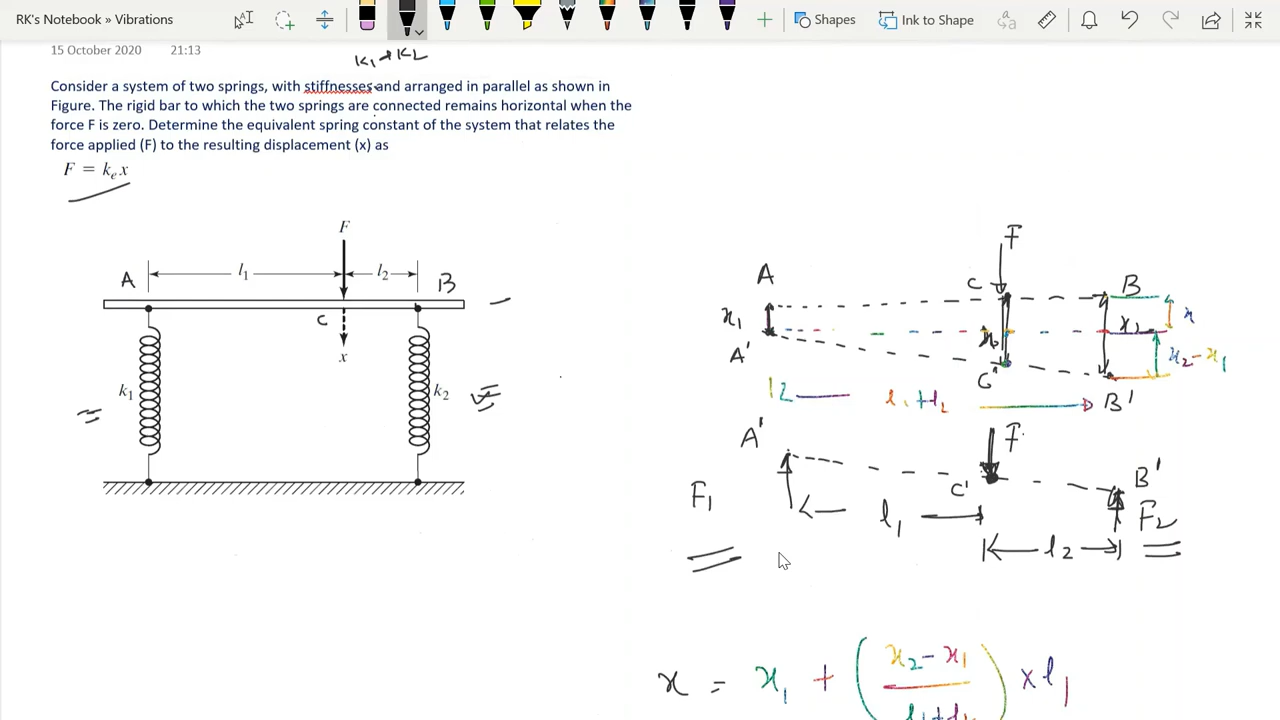 RK's Notebook » Vibrations
Shapes
Ink to Shape
15 October 2020 21:13
K1 & K2
Consider a system of two springs, with stiffnesses and arranged in parallel as shown in
Figure. The rigid bar to which the two springs are connected remains horizontal when the
force F is zero. Determine the equivalent spring constant of the system that relates the
force applied (F) to the resulting displacement (x) as
F = kₑx
F
l₁ l₂
A B
C
x
k₁ k₂
F
A C B
x₁ x₂ x
A' C' B'
x₂-x₁
l₁+l₂
F
A' C' B'
F₁ l₁ F₂
l₂
x = x₁ + (x₂-x₁ / l₁+l₂) x l₁